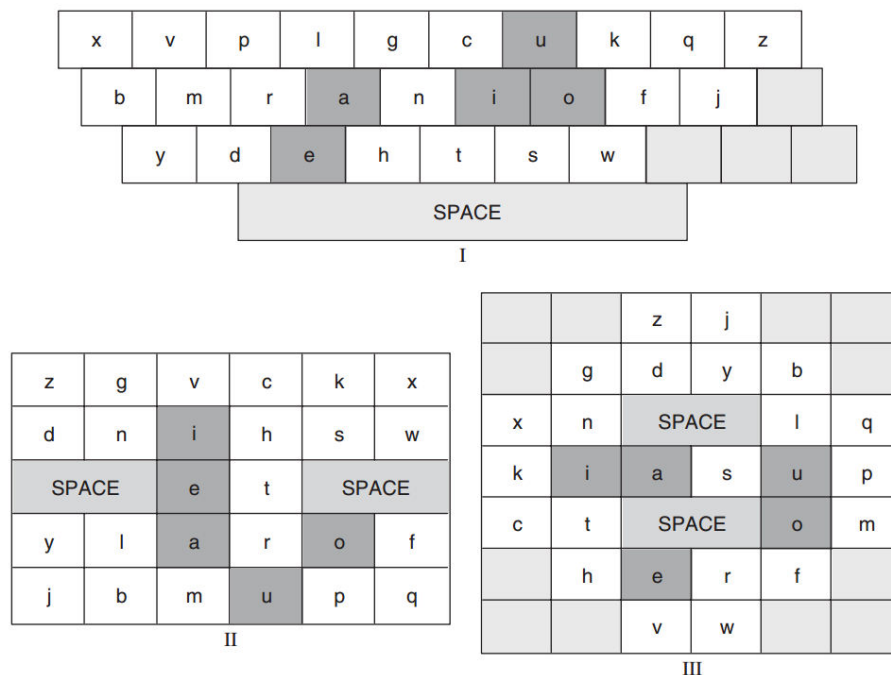 x v p l g c u k q z
b m r a n i o f j
y d e h t s w
SPACE
I
z g v c k x
d n i h s w
SPACE e t SPACE
y l a r o f
j b m u p q
II
z j
g d y b
x n SPACE l q
k i a s u p
c t SPACE o m
h e r f
v w
III